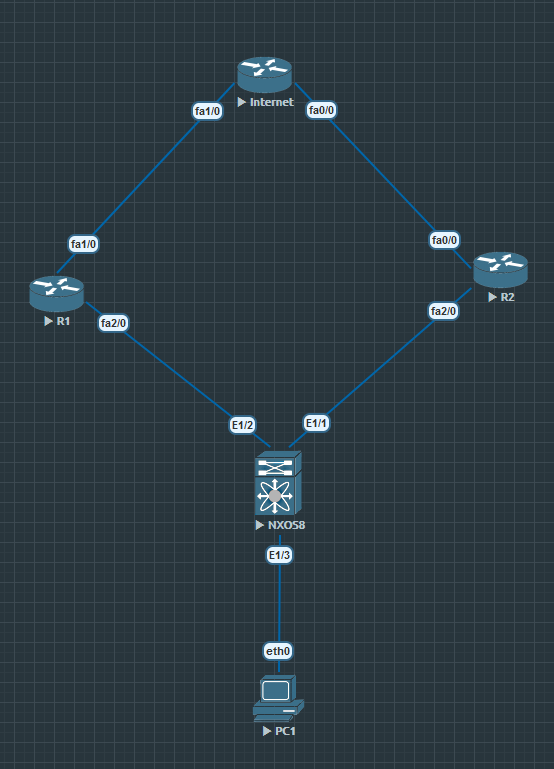 Internet
fa1/0
fa0/0
fa1/0
fa0/0
R1
R2
fa2/0
fa2/0
E1/2
E1/1
NXOS8
E1/3
eth0
PC1